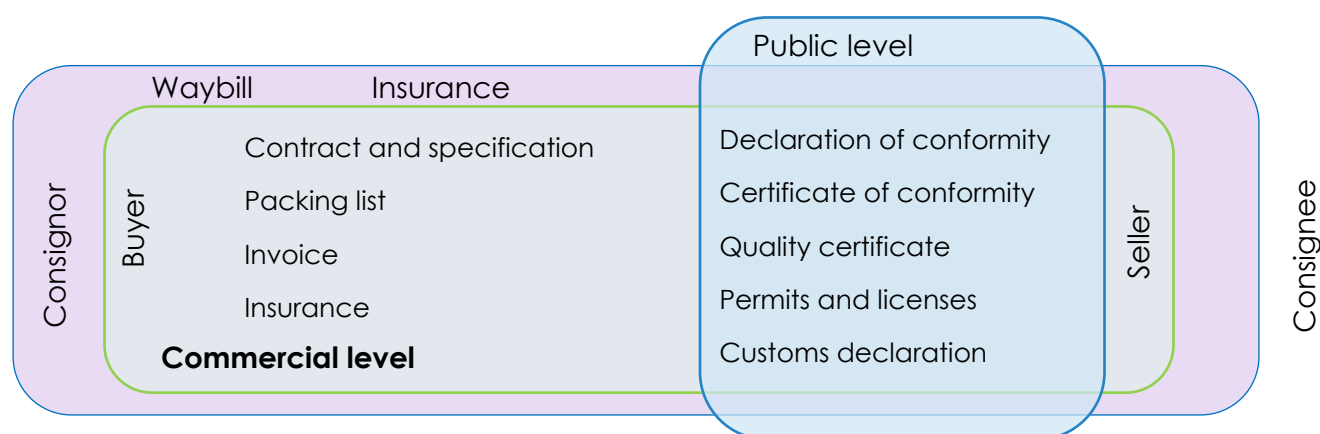 Public level
Waybill
Insurance
Consignor
Buyer
Contract and specification
Packing list
Invoice
Insurance
Commercial level
Declaration of conformity
Certificate of conformity
Quality certificate
Permits and licenses
Customs declaration
Seller
Consignee